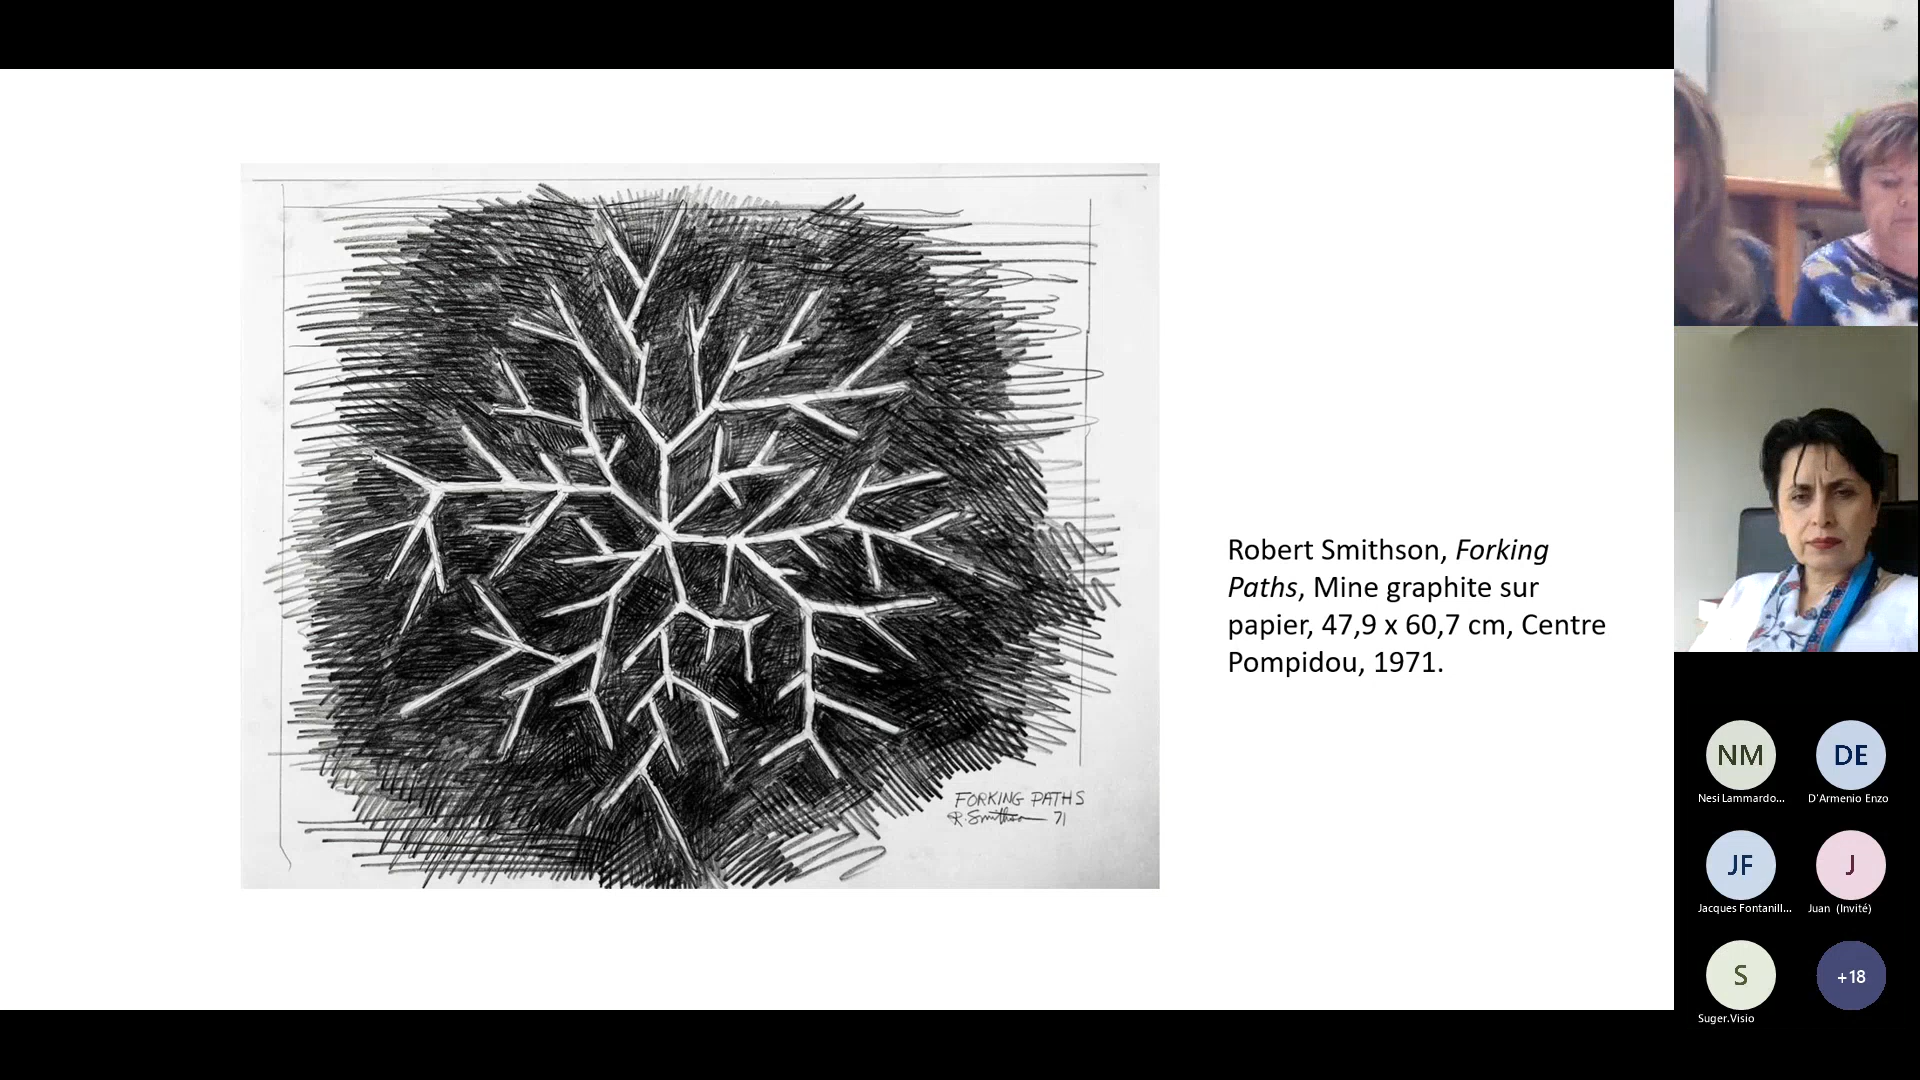 FORKING PATHS
R. Smithson 71
Robert Smithson, Forking
Paths, Mine graphite sur
papier, 47,9 x 60,7 cm, Centre
Pompidou, 1971.
NM
DE
Nesi Lammardo...
D'Armenio Enzo
JF
J
Jacques Fontanill...
Juan (Invité)
S
+18
Suger.Visio